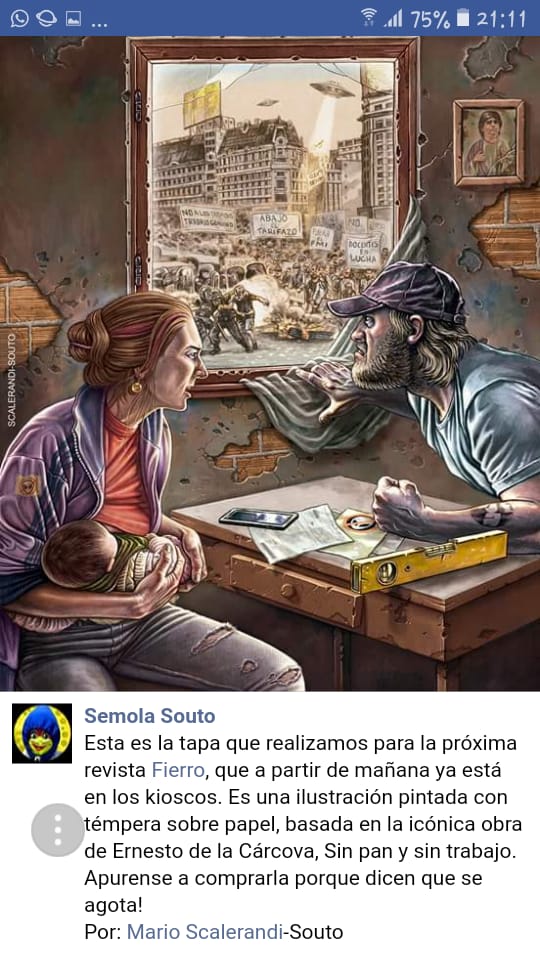 75% 21:11
ABAJO
EL
TARIFAZO
NO
FMI
DOCENTES
EN
LUCHA
SCALERANDI-SOUTO
Semola Souto
Esta es la tapa que realizamos para la próxima
revista Fierro, que a partir de mañana ya está
en los kioscos. Es una ilustración pintada con
témpera sobre papel, basada en la icónica obra
de Ernesto de la Cárcova, Sin pan y sin trabajo.
Apurense a comprarla porque dicen que se
agota!
Por: Mario Scalerandi-Souto